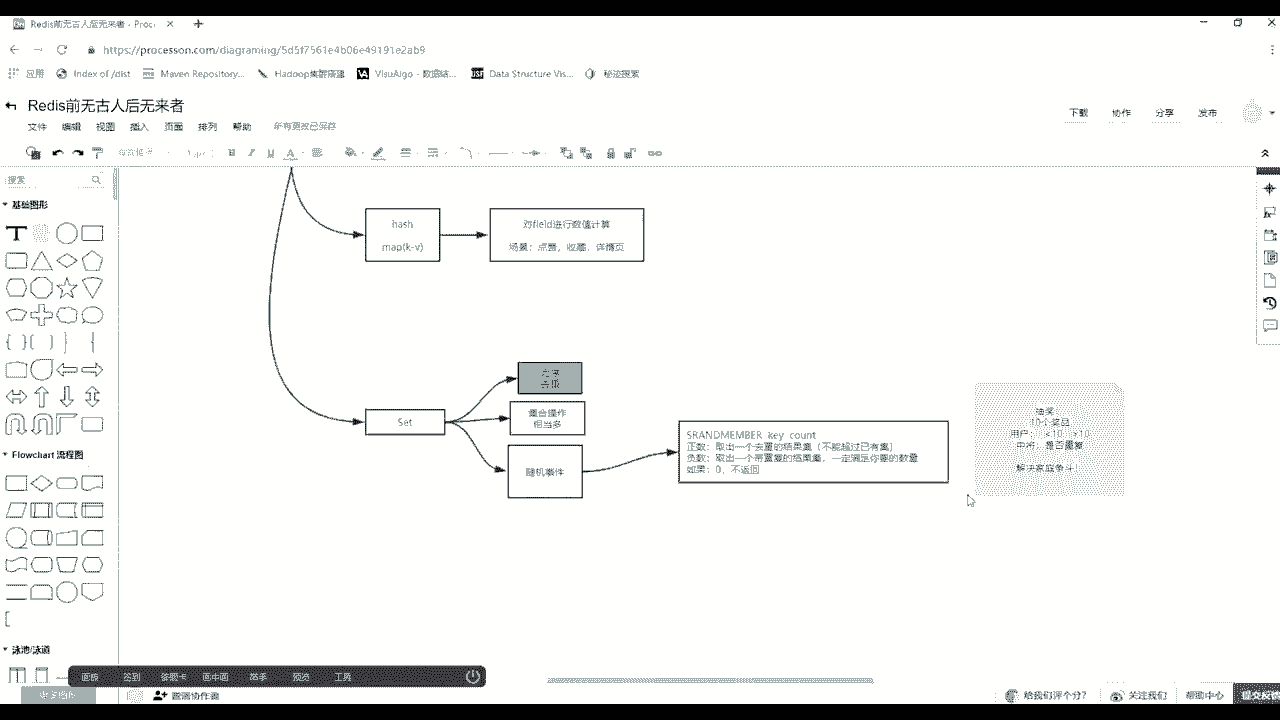 Redis前无古人后无来者 - Proc
https://processon.com/diagraming/5d5f7561e4b06e49191e2ab9
应用
Index of /dist
Maven Repository...
Hadoop集群搭建
VisuAlgo - 数据结...
Data Structure Vis...
秘迹搜索
Redis前无古人后无来者
文件 编辑 视图 插入 页面 排列 帮助 所有更改已保存
下载 协作 分享 发布
搜索
基础图形
Flowchart 流程图
泳池/泳道
hash
map(k-v)
对field进行数值计算
场景：点赞，收藏，详情页
Set
无序
去重
集合操作
相当多
随机事件
SRANDMEMBER key count
正数：取出一个去重的结果集（不能超过已有集）
负数：取出一个带重复的结果集，一定满足你要的数量
如果：0，不返回
抽奖
10个奖品
中奖：是否重复
解决家庭争斗
画板 签到 答题卡 画中画 举手 预览 工具
更多图形
邀请协作者
给我们评个分？
关注我们
帮助中心
提交反馈